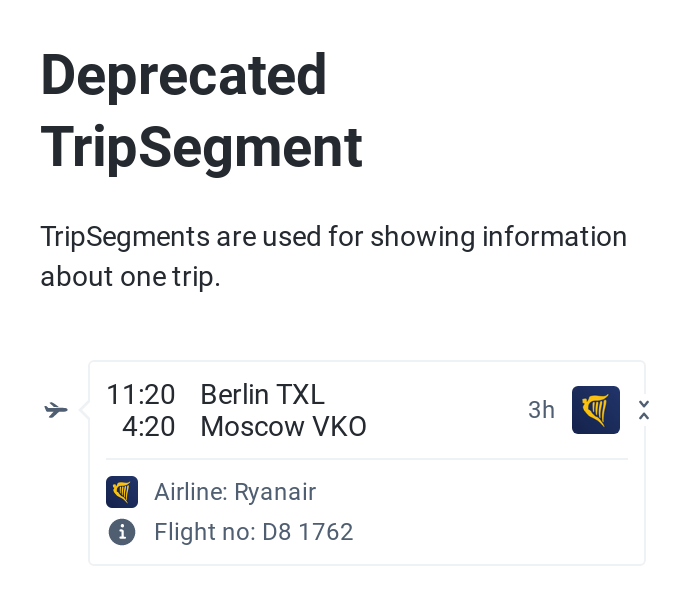 Deprecated
TripSegment
TripSegments are used for showing information
about one trip.
11:20 Berlin TXL
4:20 Moscow VKO
3h
Airline: Ryanair
Flight no: D8 1762